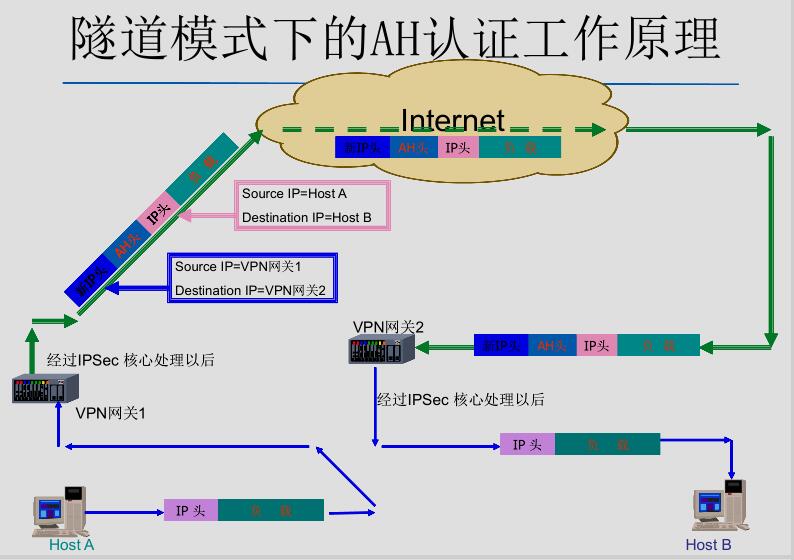 隧道模式下的AH认证工作原理
Internet
新IP头 AH头 IP头 负 载
新IP头 AH头 IP头 负 载
Source IP=Host A
Destination IP=Host B
Source IP=VPN网关1
Destination IP=VPN网关2
VPN网关2
新IP头 AH头 IP头 负 载
经过IPSec 核心处理以后
VPN网关1
经过IPSec 核心处理以后
IP 头 负 载
IP 头 负 载
Host A
Host B